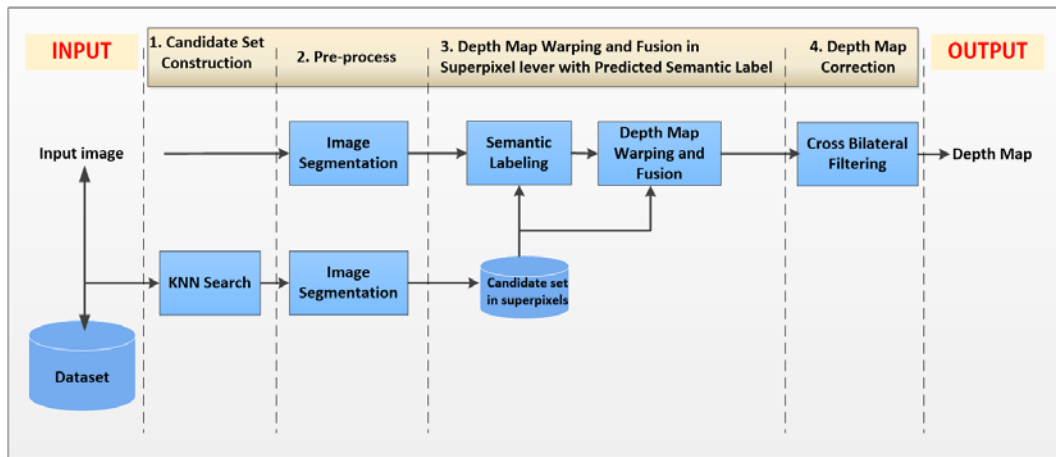 INPUT
1. Candidate Set
Construction
2. Pre-process
3. Depth Map Warping and Fusion in
Superpixel lever with Predicted Semantic Label
4. Depth Map
Correction
OUTPUT
Input image
Image
Segmentation
Semantic
Labeling
Depth Map
Warping and
Fusion
Cross Bilateral
Filtering
Depth Map
KNN Search
Image
Segmentation
Candidate set
in superpixels
Dataset